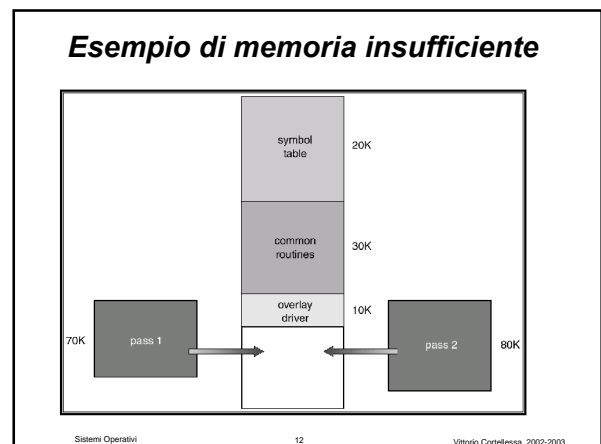 Esempio di memoria insufficiente
symbol
table
20K
common
routines
30K
overlay
driver
10K
70K
pass 1
pass 2
80K
Sistemi Operativi
12
Vittorio Cortellessa, 2002-2003